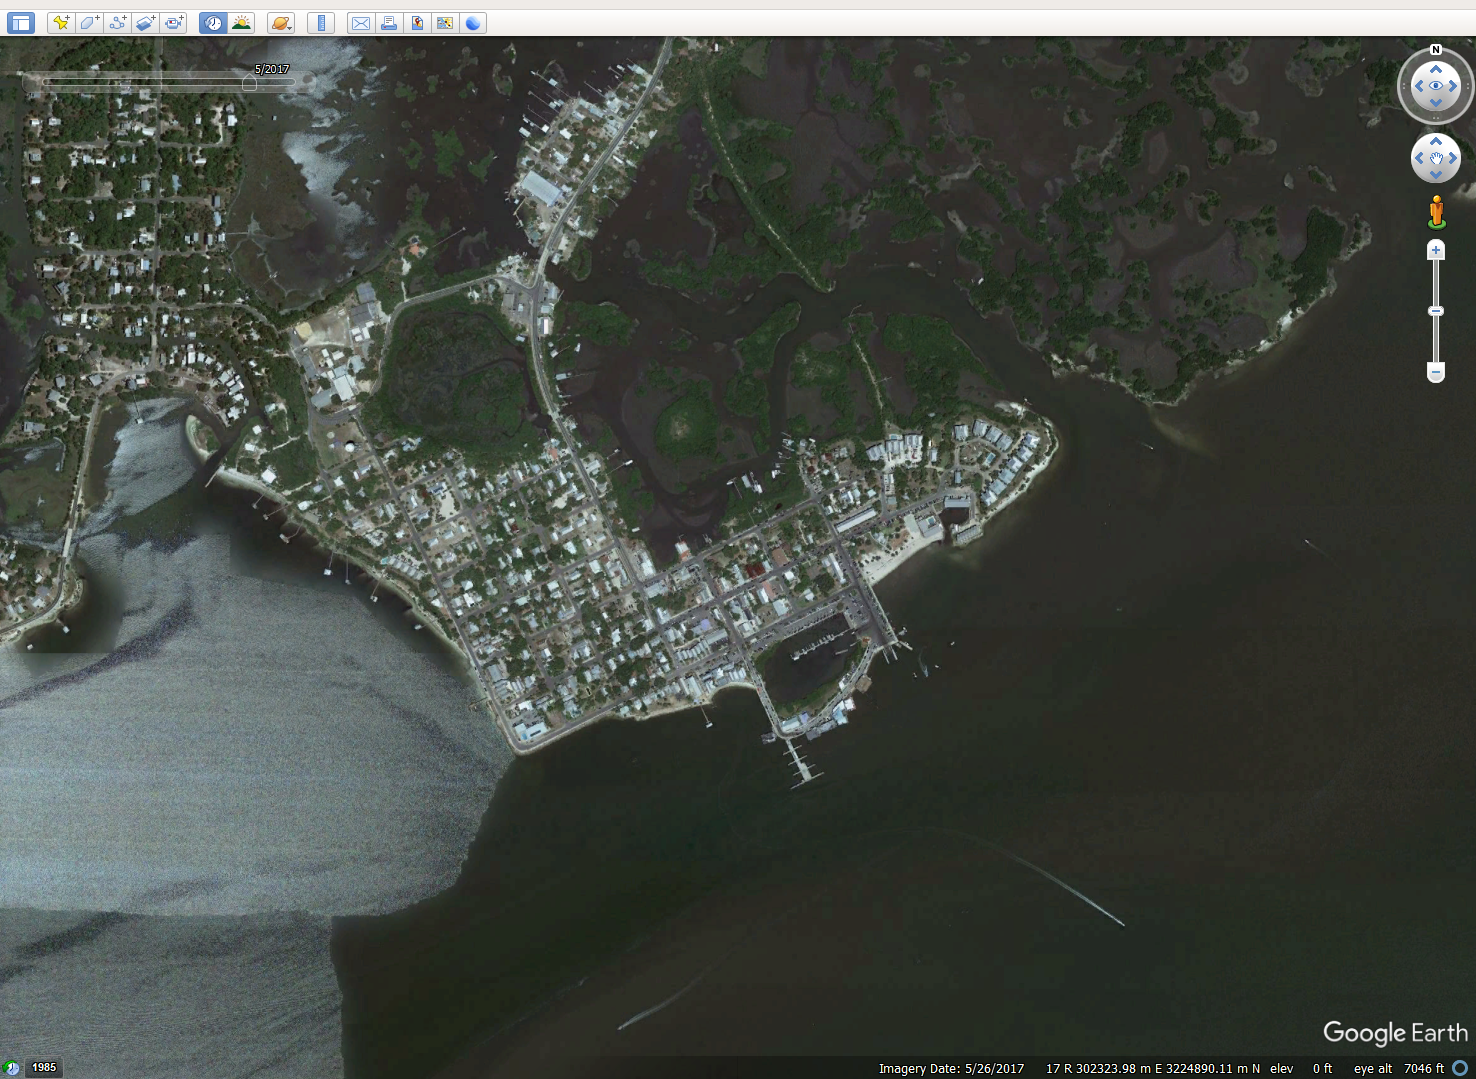 N
5/2017
Google Earth
1985
Imagery Date: 5/26/2017 17 R 302323.98 m E 3224890.11 m N elev 0 ft eye alt 7046 ft